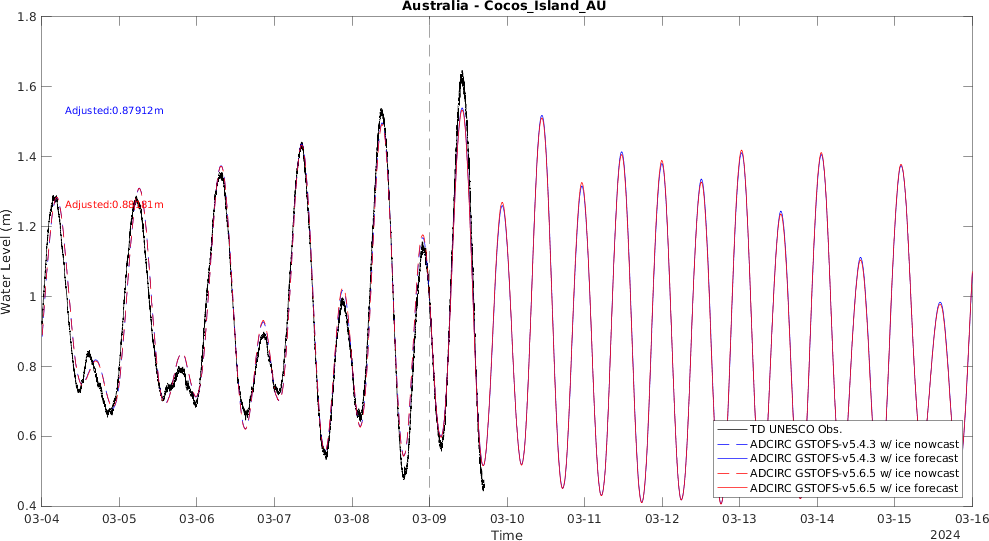 Australia - Cocos_Island_AU
1.8
1.6
1.4
1.2
1
0.8
0.6
0.4
Water Level (m)
Adjusted:0.87912m
TD UNESCO Obs.
ADCIRC GSTOFS-v5.4.3 w/ ice nowcast
ADCIRC GSTOFS-v5.4.3 w/ ice forecast
ADCIRC GSTOFS-v5.6.5 w/ ice nowcast
ADCIRC GSTOFS-v5.6.5 w/ ice forecast
03-04 03-05 03-06 03-07 03-08 03-09 03-10 03-11 03-12 03-13 03-14 03-15 03-16
Time
2024